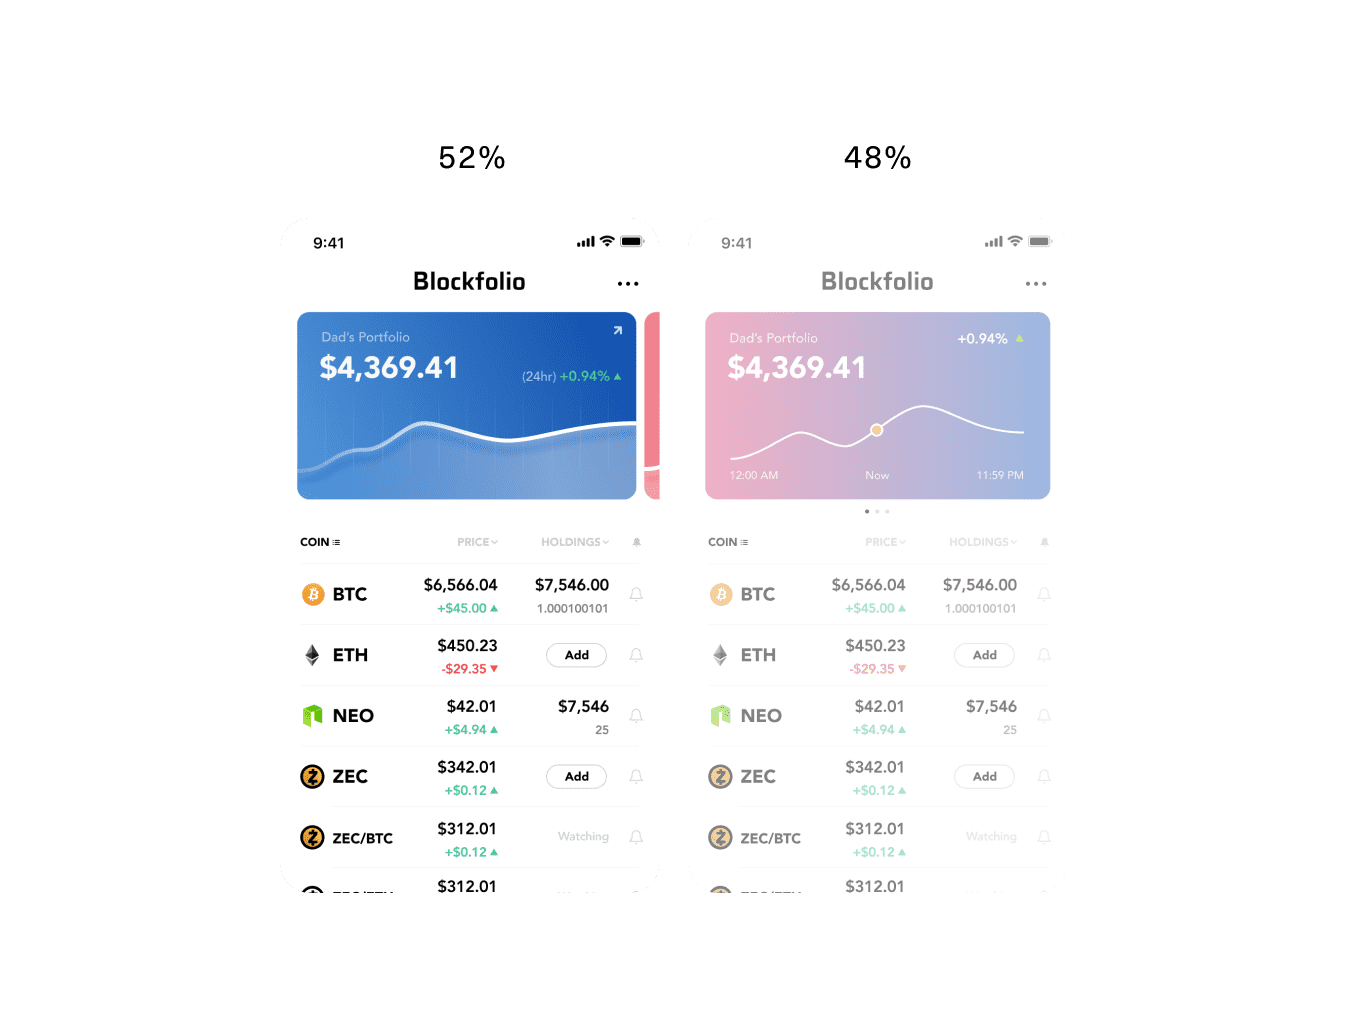 52%
9:41
Blockfolio
Dad's Portfolio
$4,369.41
(24hr) +0.94%
COIN PRICE HOLDINGS
BTC $6,566.04 $7,546.00
+$45.00 1.000100101
ETH $450.23 Add
-$29.35
NEO $42.01 $7,546
+$4.94 25
ZEC $342.01 Add
+$0.12
ZEC/BTC $312.01 Watching
+$0.12
$312.01
48%
9:41
Blockfolio
Dad's Portfolio +0.94%
$4,369.41
12:00 AM Now 11:59 PM
COIN PRICE HOLDINGS
BTC $6,566.04 $7,546.00
+$45.00 1.000100101
ETH $450.23 Add
-$29.35
NEO $42.01 $7,546
+$4.94 25
ZEC $342.01 Add
+$0.12
ZEC/BTC $312.01 Watching
+$0.12
$312.01